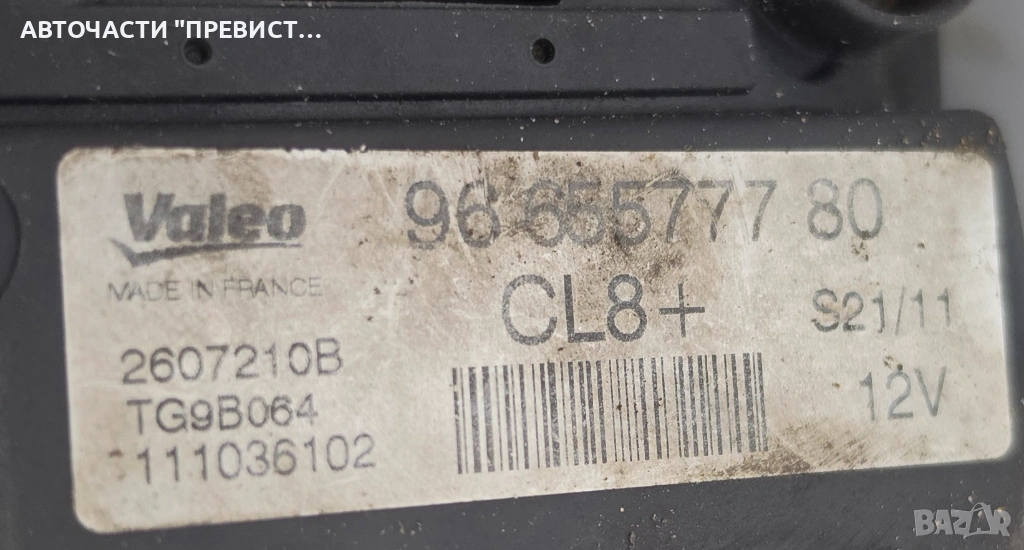 АВТОЧАСТИ "ПРЕВИСТ...
Valeo
96 655777 80
MADE IN FRANCE
CL8+
S21/11
2607210B
TG9B064
111036102
12V
BAZAR